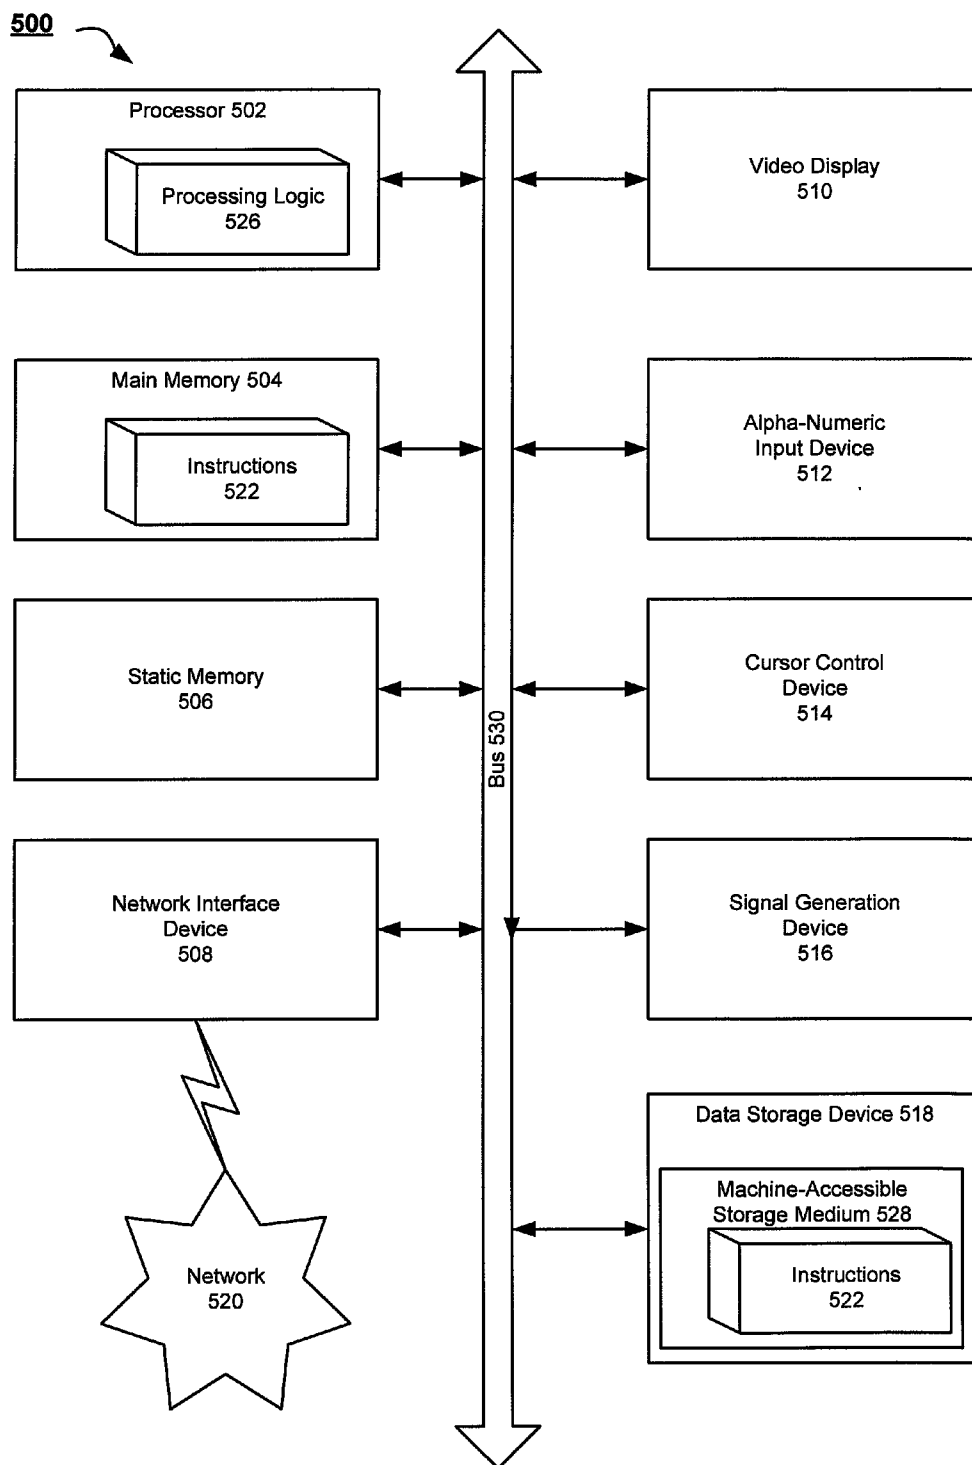 500
Processor 502
Processing Logic
526
Video Display
510
Main Memory 504
Instructions
522
Alpha-Numeric
Input Device
512
Static Memory
506
Cursor Control
Device
514
Bus 530
Network Interface
Device
508
Signal Generation
Device
516
Data Storage Device 518
Machine-Accessible
Storage Medium 528
Instructions
522
Network
520